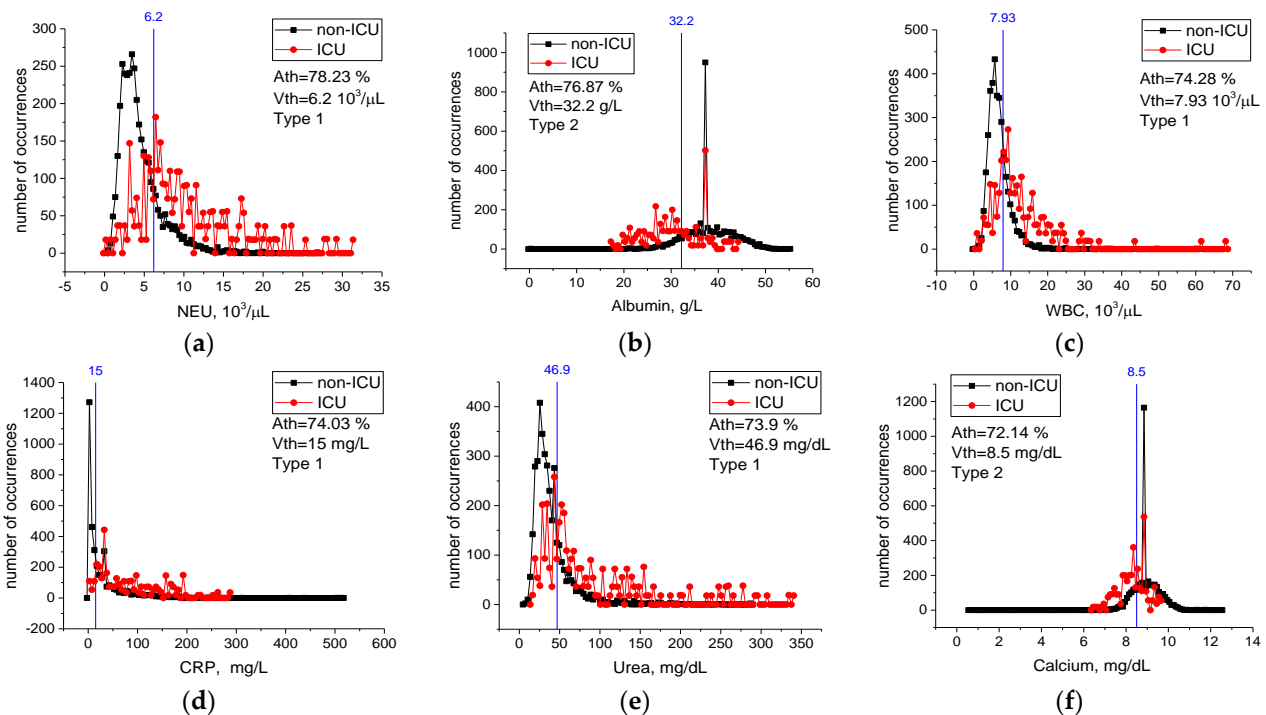 6.2
non-ICU
ICU
Ath=78.23 %
Vth=6.2 10³/μL
Type 1
300
250
200
150
100
50
0
number of occurrences
-5 0 5 10 15 20 25 30 35
NEU, 10³/μL
(a)
32.2
non-ICU
ICU
Ath=76.87 %
Vth=32.2 g/L
Type 2
1000
800
600
400
200
0
number of occurrences
0 10 20 30 40 50 60
Albumin, g/L
(b)
7.93
non-ICU
ICU
Ath=74.28 %
Vth=7.93 10³/μL
Type 1
500
400
300
200
100
0
number of occurrences
-10 0 10 20 30 40 50 60 70
WBC, 10³/μL
(c)
15
non-ICU
ICU
Ath=74.03 %
Vth=15 mg/L
Type 1
1400
1200
1000
800
600
400
200
0
-200
number of occurrences
0 100 200 300 400 500
CRP, mg/L
(d)
46.9
non-ICU
ICU
Ath=73.9 %
Vth=46.9 mg/dL
Type 1
400
300
200
100
0
number of occurrences
0 50 100 150 200 250 300 350
Urea, mg/dL
(e)
8.5
non-ICU
ICU
Ath=72.14 %
Vth=8.5 mg/dL
Type 2
1200
1000
800
600
400
200
0
number of occurrences
0 2 4 6 8 10 12 14
Calcium, mg/dL
(f)